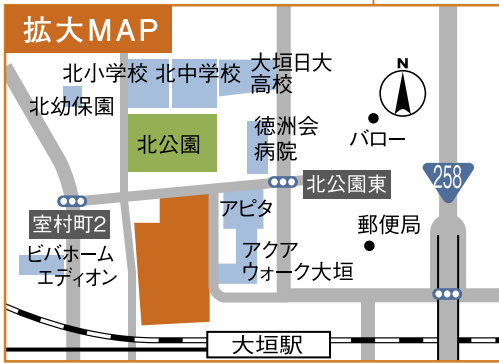 拡大MAP
北小学校
北中学校
大垣日大
高校
北幼保園
N
北公園
徳洲会
病院
バロー
北公園東
258
室村町2
アピタ
郵便局
ビバホーム
エディオン
アクア
ウォーク大垣
大垣駅